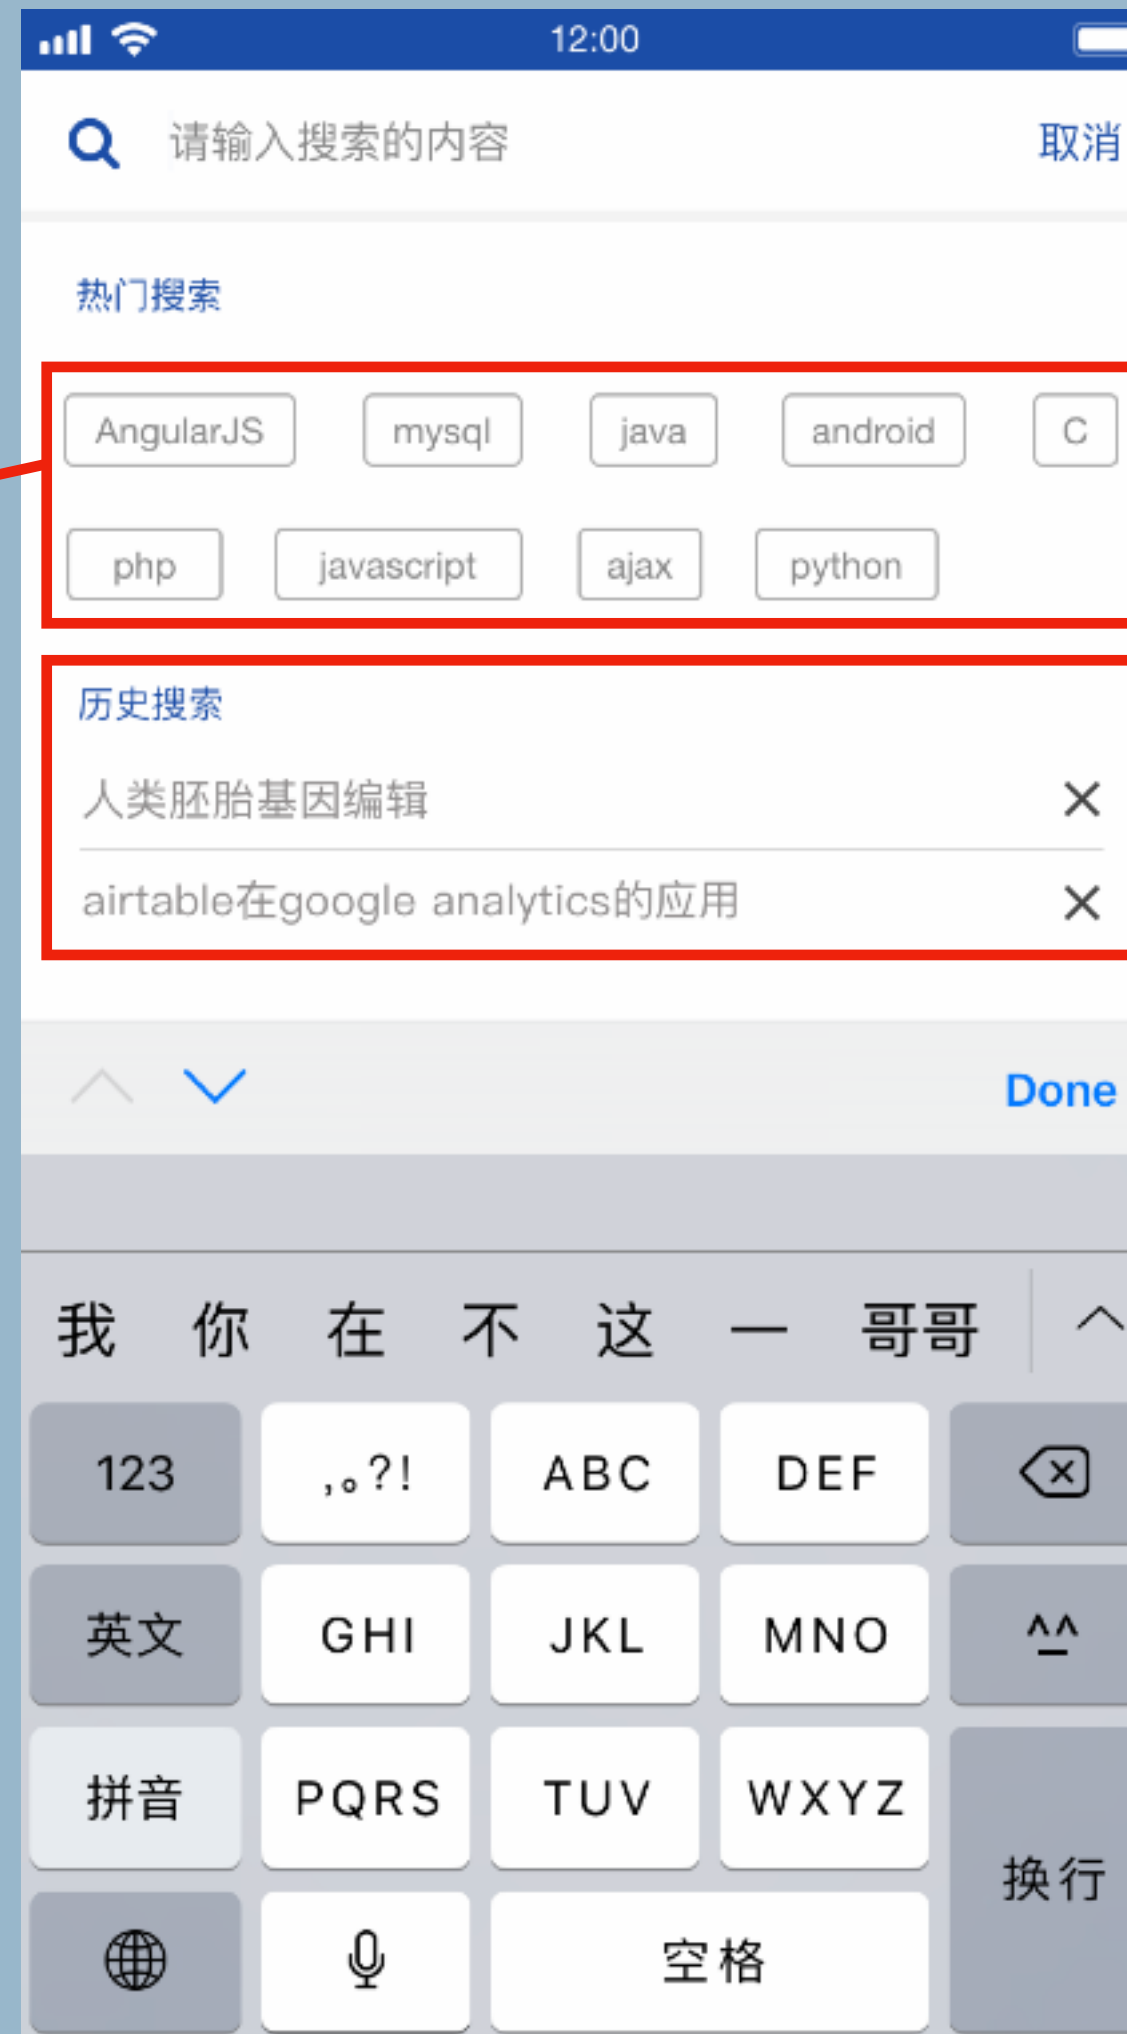 12:00
请输入搜索的内容 取消
热门搜索
AngularJS mysql java android C
php javascript ajax python
历史搜索
人类胚胎基因编辑
airtable在google analytics的应用
Done
我 你 在 不 这 一 哥哥
123 ,。?! ABC DEF
英文 GHI JKL MNO ^^
拼音 PQRS TUV WXYZ
换行
空格